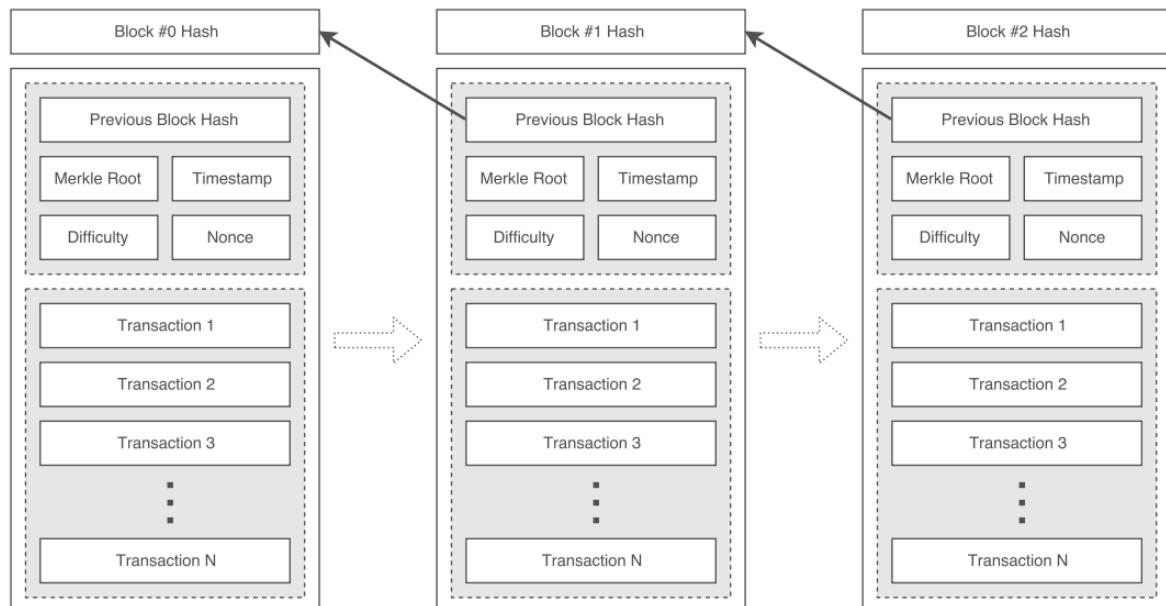 Block #0 Hash
Previous Block Hash
Merkle Root
Timestamp
Difficulty
Nonce
Transaction 1
Transaction 2
Transaction 3
Transaction N
Block #1 Hash
Previous Block Hash
Merkle Root
Timestamp
Difficulty
Nonce
Transaction 1
Transaction 2
Transaction 3
Transaction N
Block #2 Hash
Previous Block Hash
Merkle Root
Timestamp
Difficulty
Nonce
Transaction 1
Transaction 2
Transaction 3
Transaction N